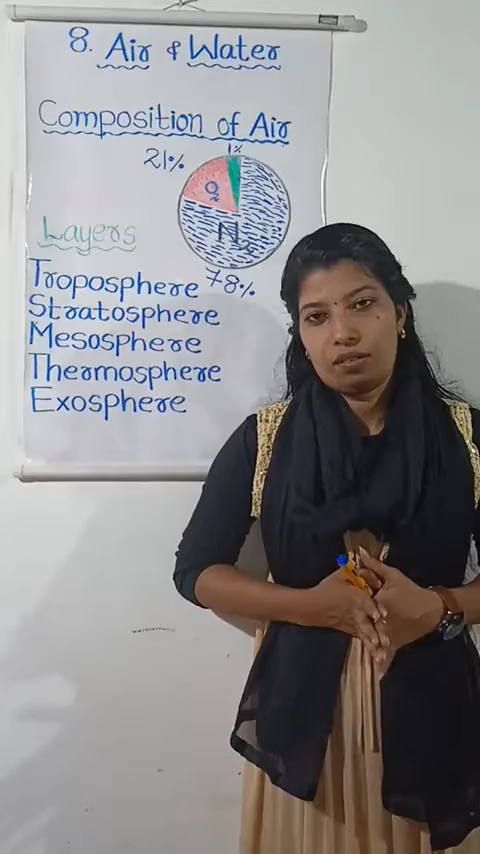 8. Air & Water
Composition of Air
1%
21%
O2
N2
78%
Layers
Troposphere
Stratosphere
Mesosphere
Thermosphere
Exosphere